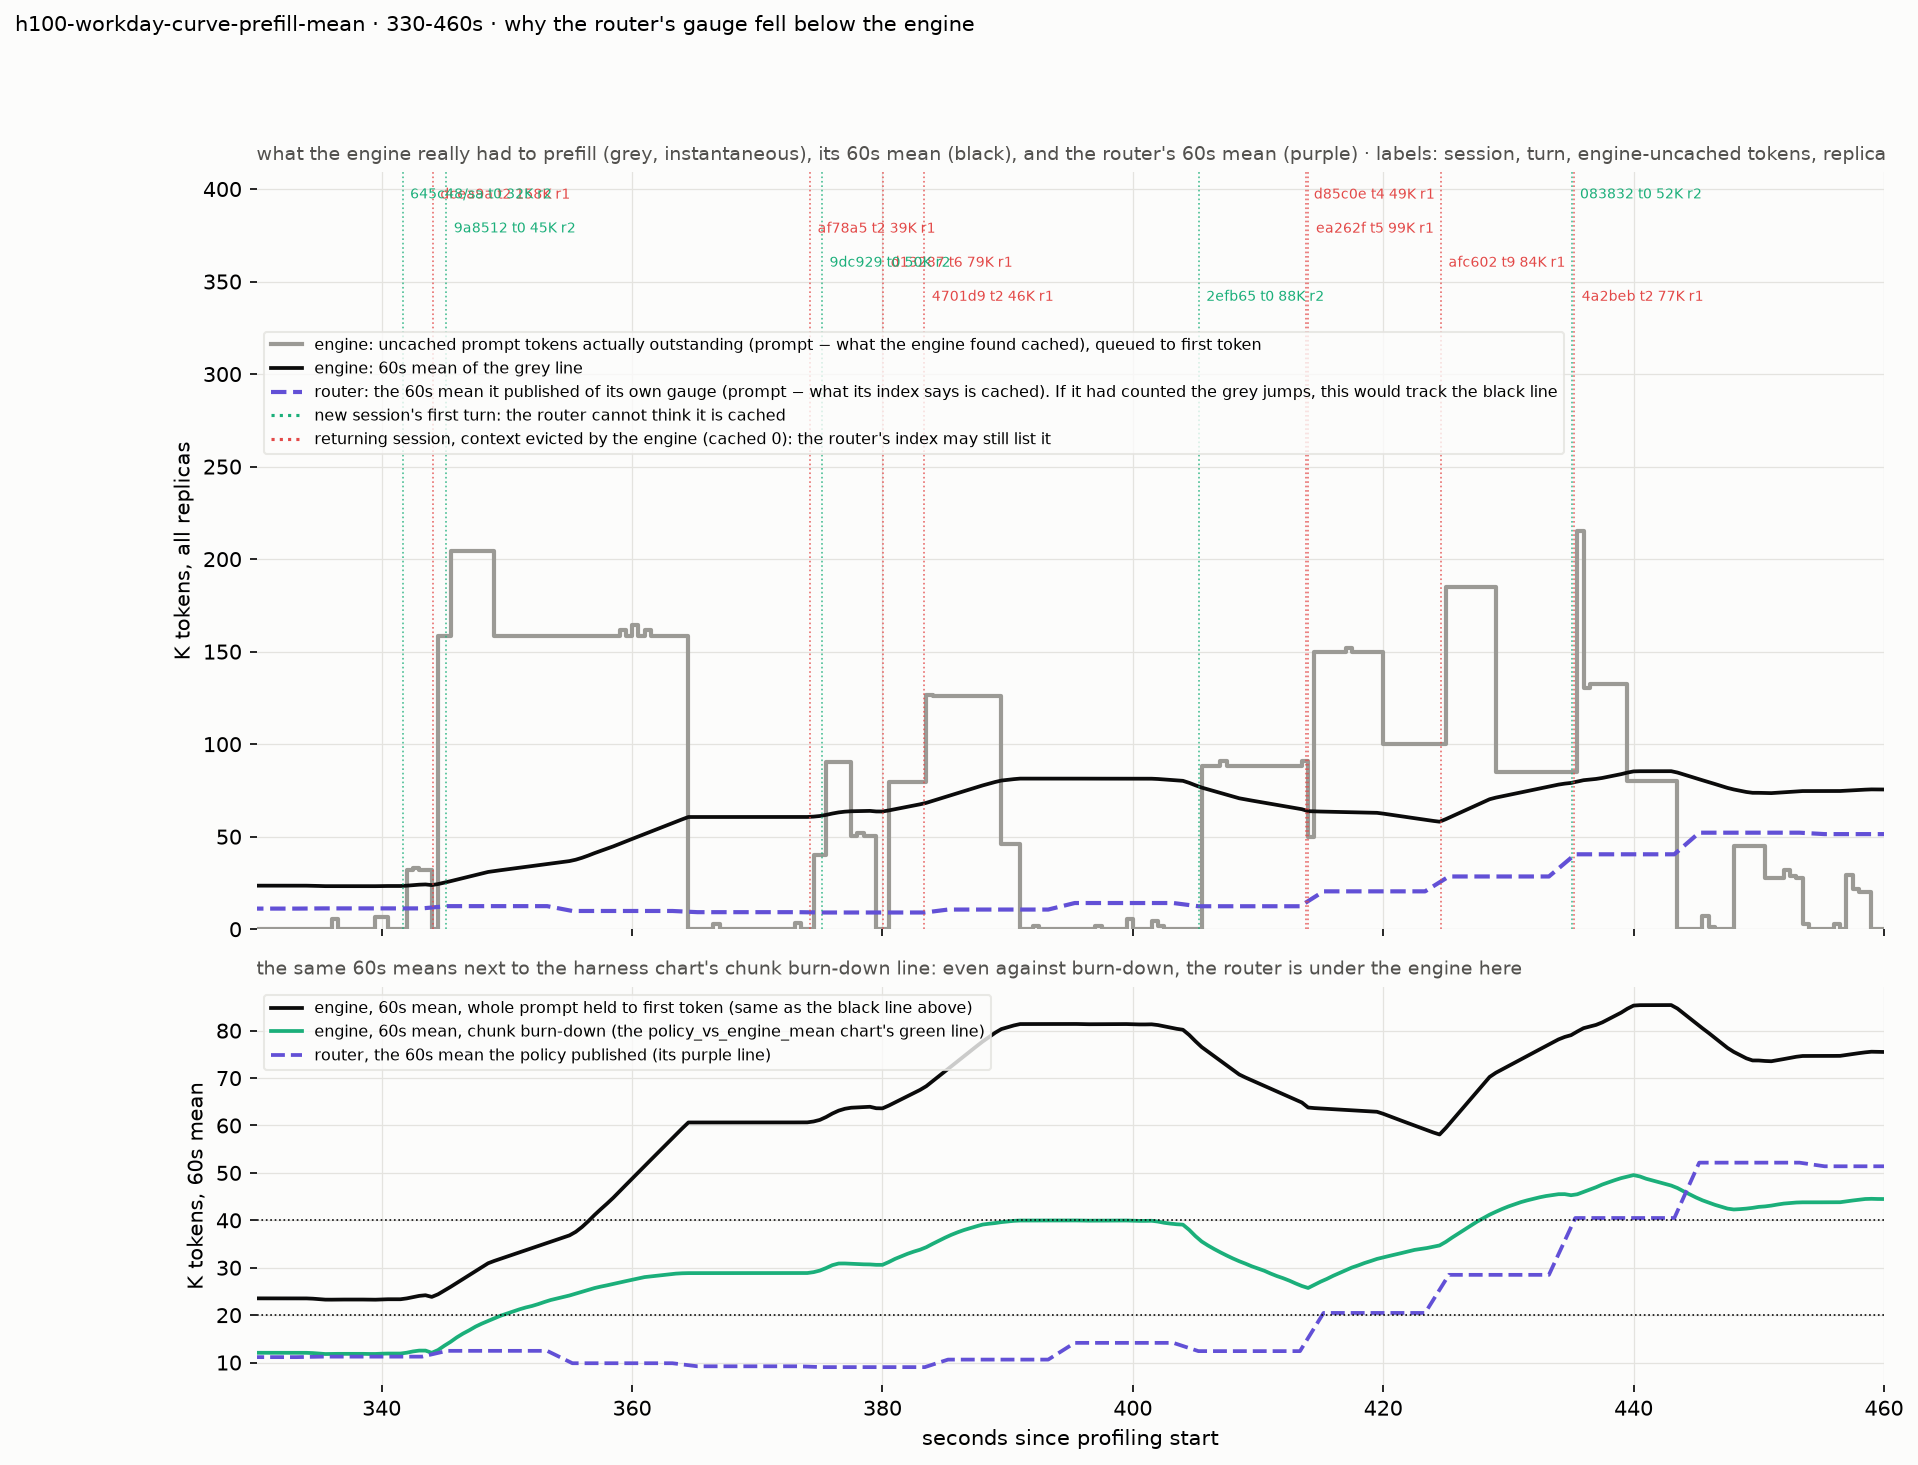 h100-workday-curve-prefill-mean · 330-460s · why the router's gauge fell below the engine
what the engine really had to prefill (grey, instantaneous), its 60s mean (black), and the router's 60s mean (purple) · labels: session, turn, engine-uncached tokens, replica
K tokens, all replicas
400
350
300
250
200
150
100
50
0
r1
9a8512 t0 45K r2
af78a5 t2 39K r1
9dc929 t0 50K r2
t6 79K r1
4701d9 t2 46K r1
2efb65 t0 88K r2
d85c0e t4 49K r1
ea262f t5 99K r1
afc602 t9 84K r1
083832 t0 52K r2
4a2beb t2 77K r1
engine: uncached prompt tokens actually outstanding (prompt − what the engine found cached), queued to first token
engine: 60s mean of the grey line
router: the 60s mean it published of its own gauge (prompt − what its index says is cached). If it had counted the grey jumps, this would track the black line
new session's first turn: the router cannot think it is cached
returning session, context evicted by the engine (cached 0): the router's index may still list it
the same 60s means next to the harness chart's chunk burn-down line: even against burn-down, the router is under the engine here
K tokens, 60s mean
80
70
60
50
40
30
20
10
engine, 60s mean, whole prompt held to first token (same as the black line above)
engine, 60s mean, chunk burn-down (the policy_vs_engine_mean chart's green line)
router, the 60s mean the policy published (its purple line)
340
360
380
400
420
440
460
seconds since profiling start